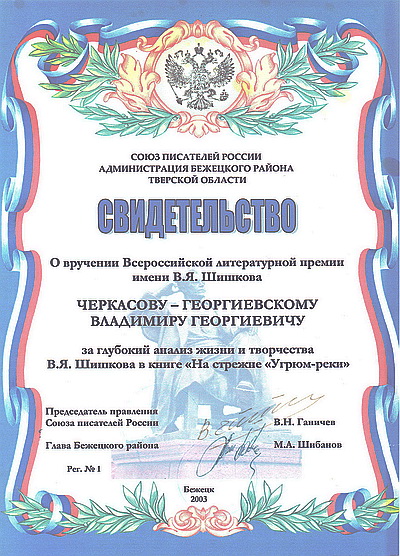 СОЮЗ ПИСАТЕЛЕЙ РОССИИ
АДМИНИСТРАЦИЯ БЕЖЕЦКОГО РАЙОНА
ТВЕРСКОЙ ОБЛАСТИ
СВИДЕТЕЛЬСТВО
О вручении Всероссийской литературной премии
имени В.Я. Шишкова
ЧЕРКАСОВУ – ГЕОРГИЕВСКОМУ
ВЛАДИМИРУ ГЕОРГИЕВИЧУ
за глубокий анализ жизни и творчества
В.Я. Шишкова в книге «На стрежне «Угрюм-реки»
Председатель правления
Союза писателей России
В.Н. Ганичев
Глава Бежецкого района
М.А. Шибанов
Рег. № 1
Бежецк
2003